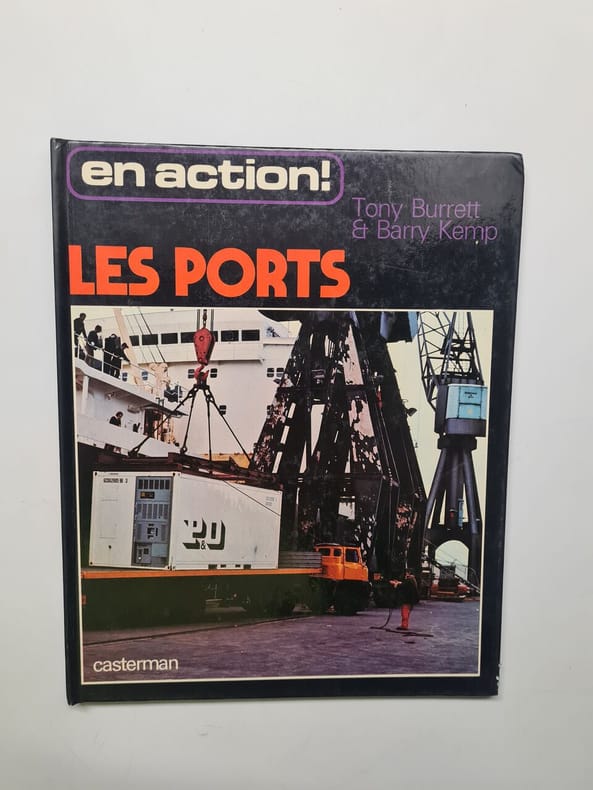 en action!
Tony Burrett
& Barry Kemp
LES PORTS
P&O
casterman